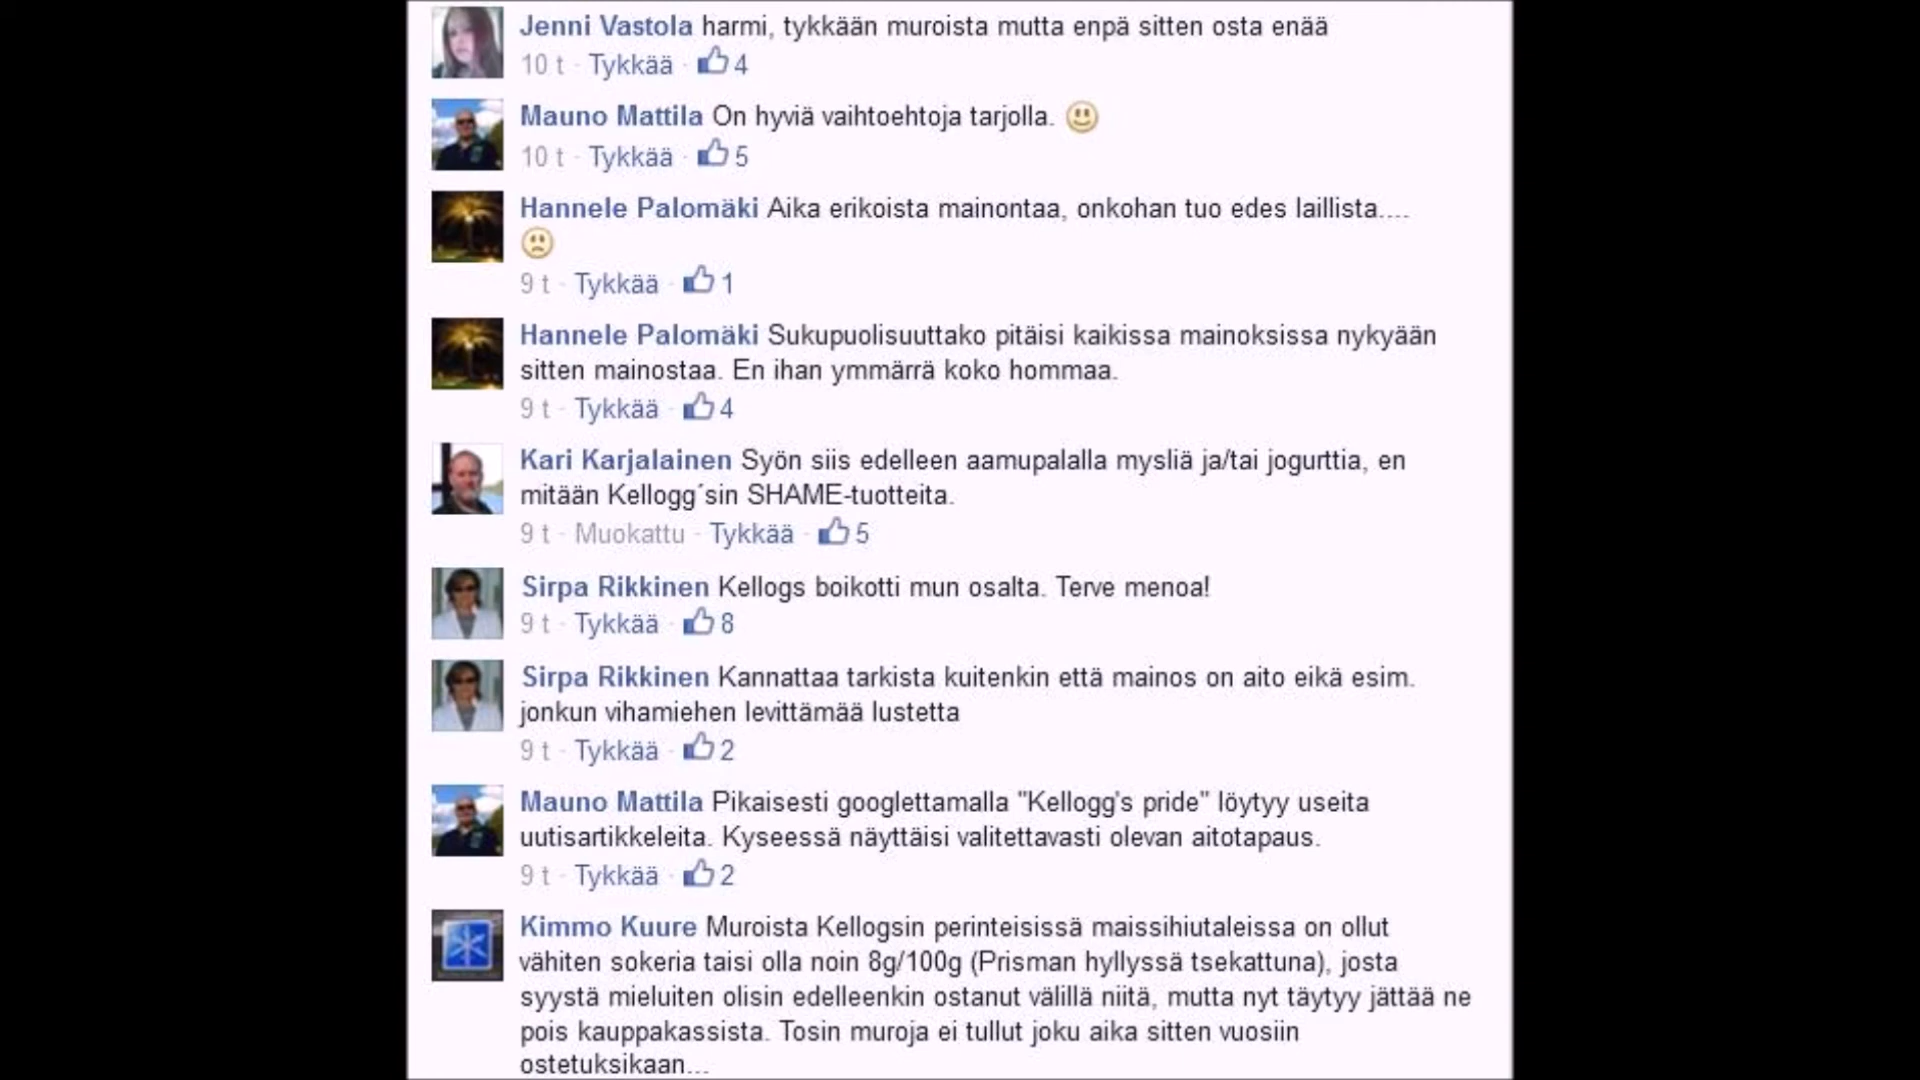 Jenni Vastola harmi, tykkään muroista mutta enpä sitten osta enää
10 t · Tykkää · 4
Mauno Mattila On hyviä vaihtoehtoja tarjolla.
10 t · Tykkää · 5
Hannele Palomäki Aika erikoista mainontaa, onkohan tuo edes laillista....
9 t · Tykkää · 1
Hannele Palomäki Sukupuolisuuttako pitäisi kaikissa mainoksissa nykyään
sitten mainostaa. En ihan ymmärrä koko hommaa.
9 t · Tykkää · 4
Kari Karjalainen Syön siis edelleen aamupalalla mysliä ja/tai jogurttia, en
mitään Kellogg´sin SHAME-tuotteita.
9 t · Muokattu · Tykkää · 5
Sirpa Rikkinen Kellogs boikotti mun osalta. Terve menoa!
9 t · Tykkää · 8
Sirpa Rikkinen Kannattaa tarkista kuitenkin että mainos on aito eikä esim.
jonkun vihamiehen levittämää lustetta
9 t · Tykkää · 2
Mauno Mattila Pikaisesti googlettamalla "Kellogg's pride" löytyy useita
uutisartikkeleita. Kyseessä näyttäisi valitettavasti olevan aitotapaus.
9 t · Tykkää · 2
Kimmo Kuure Muroista Kellogsin perinteisissä maissihiutaleissa on ollut
vähiten sokeria taisi olla noin 8g/100g (Prisman hyllyssä tsekattuna), josta
syystä mieluiten olisin edelleenkin ostanut välillä niitä, mutta nyt täytyy jättää ne
pois kauppakassista. Tosin muroja ei tullut joku aika sitten vuosiin
ostetuksikaan...